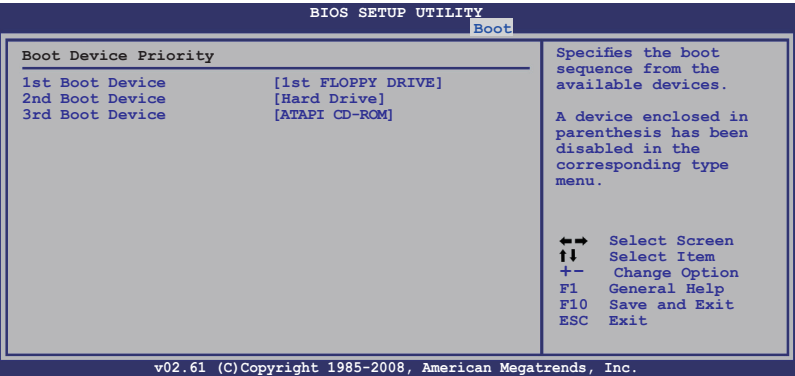 BIOS SETUP UTILITY
Boot
Boot Device Priority
1st Boot Device [1st FLOPPY DRIVE]
2nd Boot Device [Hard Drive]
3rd Boot Device [ATAPI CD-ROM]
Specifies the boot
sequence from the
available devices.
A device enclosed in
parenthesis has been
disabled in the
corresponding type
menu.
←→ Select Screen
↑↓ Select Item
+- Change Option
F1 General Help
F10 Save and Exit
ESC Exit
v02.61 (C)Copyright 1985-2008, American Megatrends, Inc.